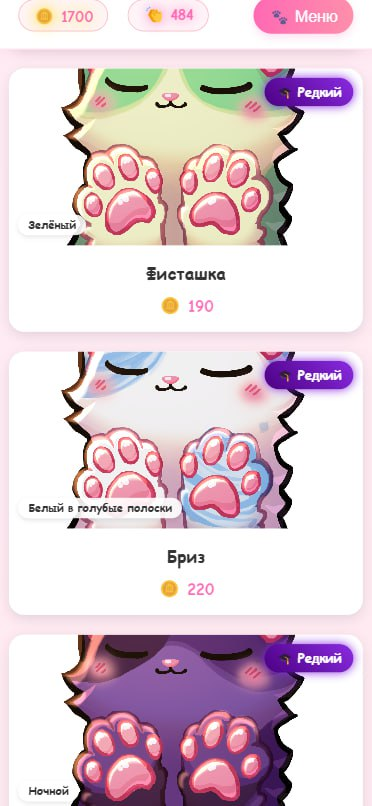 1700
484
Меню
Редкий
Зелёный
Фисташка
190
Редкий
Белый в голубые полоски
Бриз
220
Редкий
Ночной